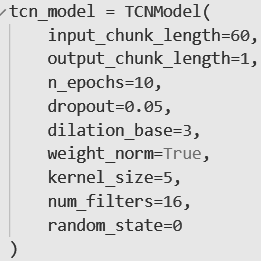 tcn_model = TCNModel(
    input_chunk_length=60,
    output_chunk_length=1,
    n_epochs=10,
    dropout=0.05,
    dilation_base=3,
    weight_norm=True,
    kernel_size=5,
    num_filters=16,
    random_state=0
)